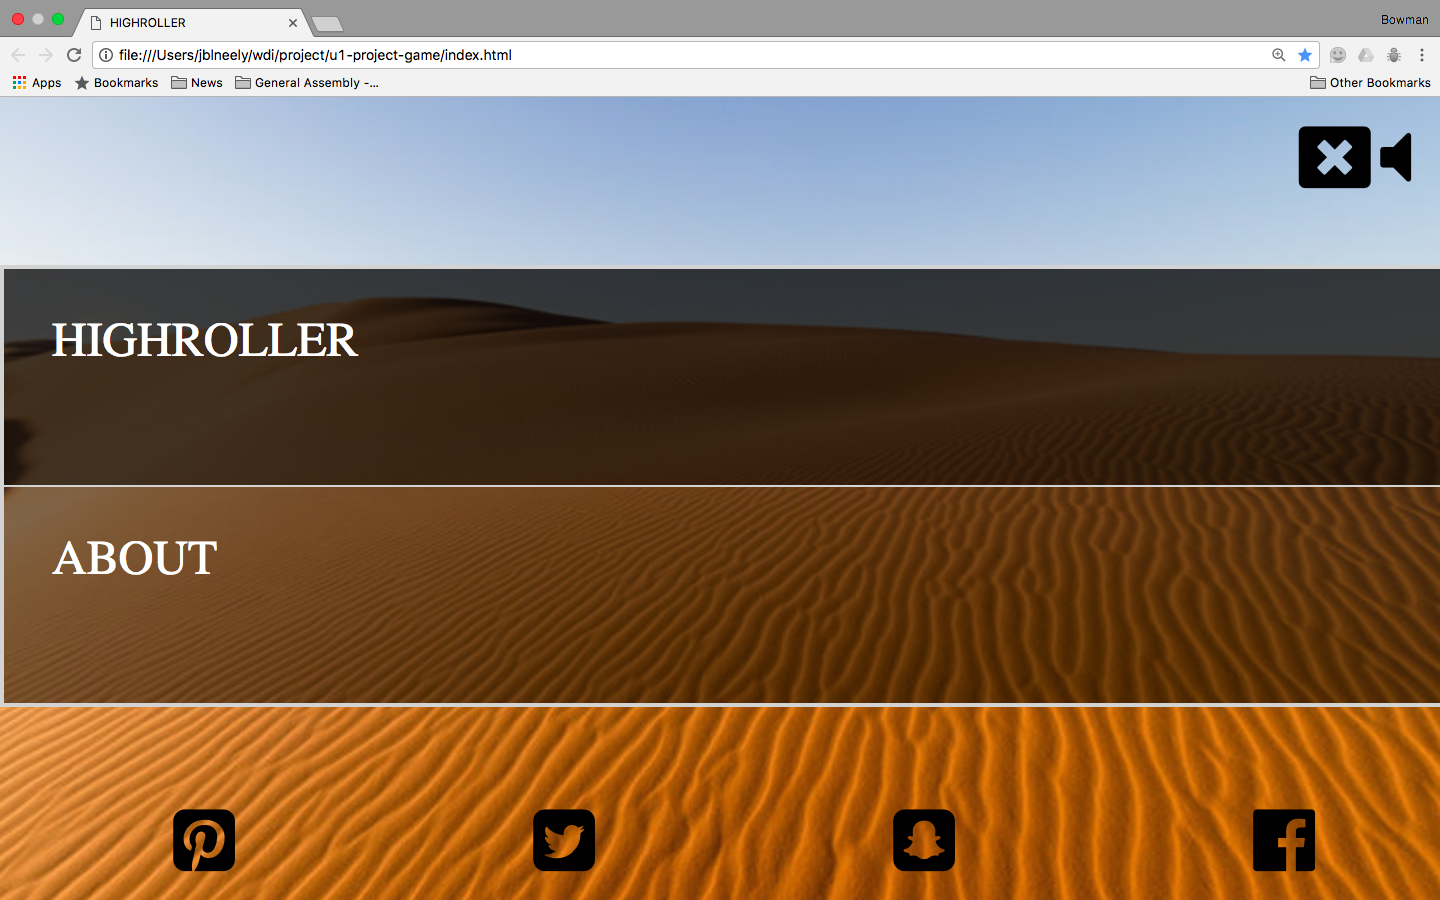 HIGHROLLER
Bowman
file:///Users/jblneely/wdi/project/u1-project-game/index.html
Apps Bookmarks News General Assembly -... Other Bookmarks
HIGHROLLER
ABOUT